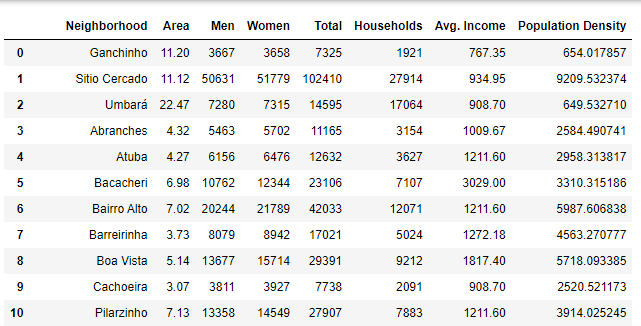 Neighborhood Area Men Women Total Households Avg. Income Population Density
0 Ganchinho 11.20 3667 3658 7325 1921 767.35 654.017857
1 Sitio Cercado 11.12 50631 51779 102410 27914 934.95 9209.532374
2 Umbará 22.47 7280 7315 14595 17064 908.70 649.532710
3 Abranches 4.32 5463 5702 11165 3154 1009.67 2584.490741
4 Atuba 4.27 6156 6476 12632 3627 1211.60 2958.313817
5 Bacacheri 6.98 10762 12344 23106 7107 3029.00 3310.315186
6 Bairro Alto 7.02 20244 21789 42033 12071 1211.60 5987.606838
7 Barreirinha 3.73 8079 8942 17021 5024 1272.18 4563.270777
8 Boa Vista 5.14 13677 15714 29391 9212 1817.40 5718.093385
9 Cachoeira 3.07 3811 3927 7738 2091 908.70 2520.521173
10 Pilarzinho 7.13 13358 14549 27907 7883 1211.60 3914.025245